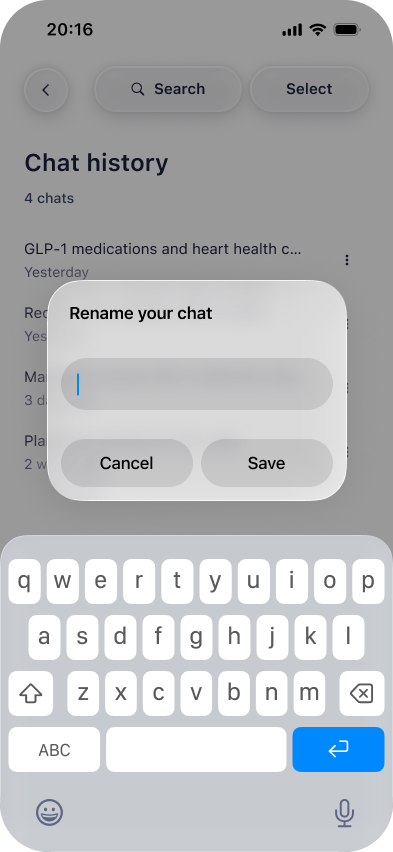 20:16
Search
Select
Chat history
4 chats
GLP-1 medications and heart health c...
Yesterday
Rename your chat
Cancel
Save
q w e r t y u i o p
a s d f g h j k l
z x c v b n m
ABC